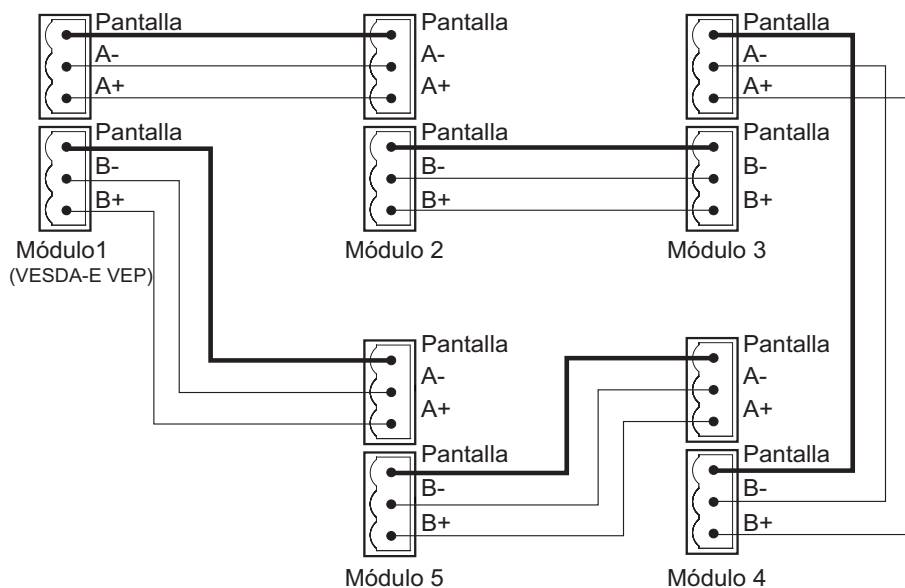 Pantalla
A-
A+
Pantalla
B-
B+
Módulo1
(VESDA-E VEP)
Pantalla
A-
A+
Pantalla
B-
B+
Módulo 2
Pantalla
A-
A+
Pantalla
B-
B+
Módulo 3
Pantalla
A-
A+
Pantalla
B-
B+
Módulo 5
Pantalla
A-
A+
Pantalla
B-
B+
Módulo 4